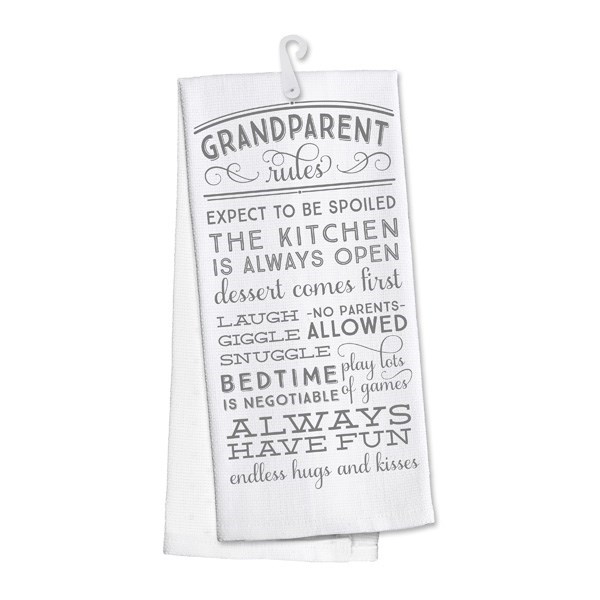 GRANDPARENT
rules
EXPECT TO BE SPOILED
THE KITCHEN
IS ALWAYS OPEN
dessert comes first
LAUGH
GIGGLE
SNUGGLE
-NO PARENTS-
ALLOWED
BEDTIME
IS NEGOTIABLE
play lots
of games
ALWAYS
HAVE FUN
endless hugs and kisses